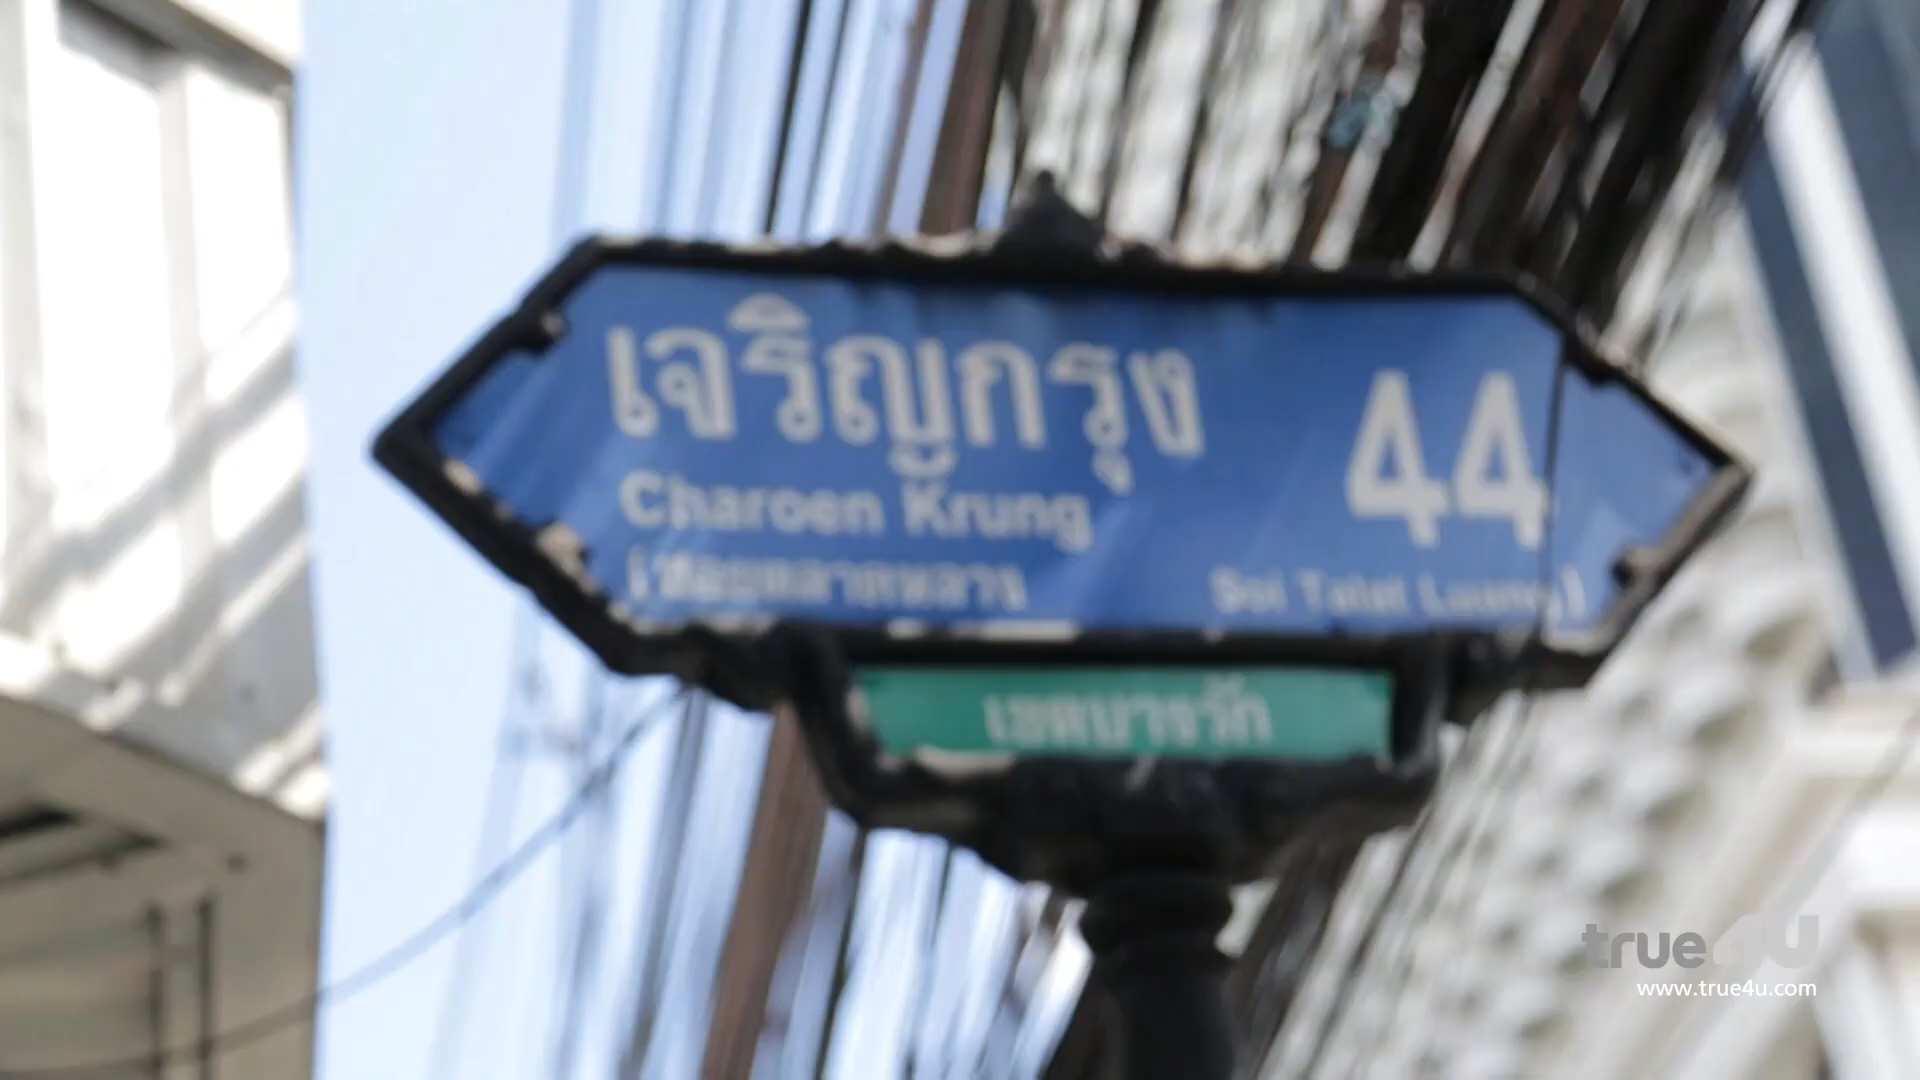 เจริญกรุง 44
Charoen Krung
Soi Talat Luang)
เขตบางรัก
true4U
www.true4u.com